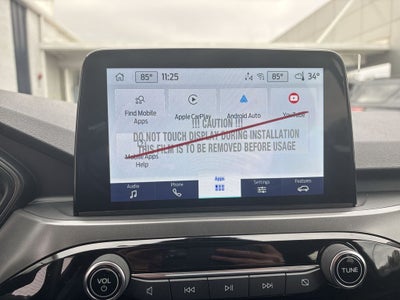 85° 11:25 85° 34°
Find Mobile Apps
Apple CarPlay
Android Auto
YouTube
!!! CAUTION !!!
DO NOT TOUCH DISPLAY DURING INSTALLATION
THIS FILM IS TO BE REMOVED BEFORE USAGE
Mobile Apps Help
Audio
Phone
Apps
Settings
Features
VOL
TUNE